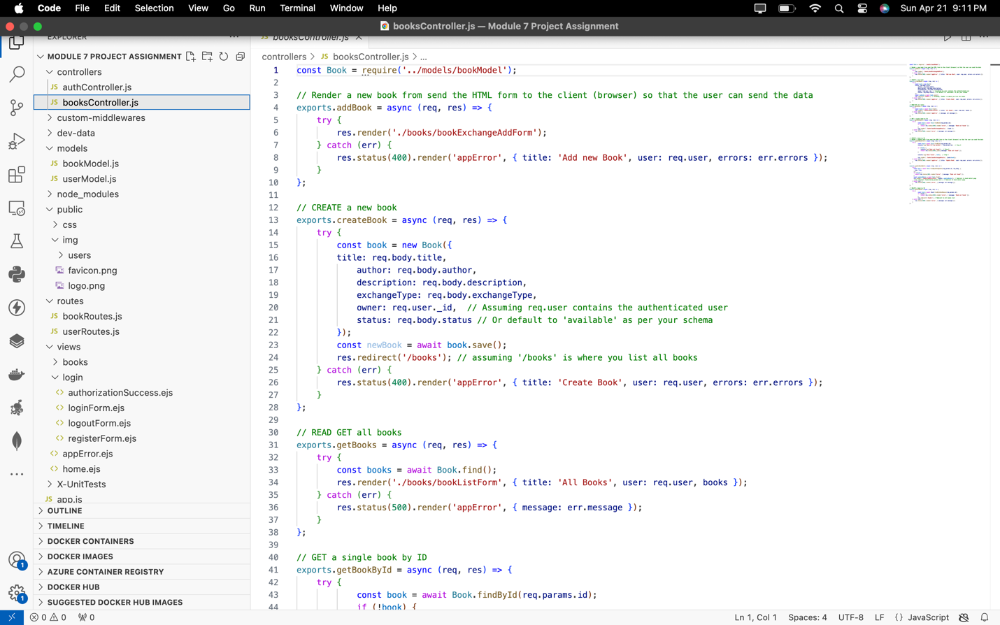 Code File Edit Selection View Go Run Terminal Window Help Sun Apr 21 9:11 PM
booksController.js — Module 7 Project Assignment
EXPLORER
MODULE 7 PROJECT ASSIGNMENT
controllers
JS authController.js
JS booksController.js
custom-middlewares
dev-data
models
JS bookModel.js
JS userModel.js
node_modules
public
css
img
users
favicon.png
logo.png
routes
JS bookRoutes.js
JS userRoutes.js
views
books
login
<> authorizationSuccess.ejs
<> loginForm.ejs
<> logoutForm.ejs
<> registerForm.ejs
<> appError.ejs
<> home.ejs
X-UnitTests
JS app.js
OUTLINE
TIMELINE
DOCKER CONTAINERS
DOCKER IMAGES
AZURE CONTAINER REGISTRY
DOCKER HUB
SUGGESTED DOCKER HUB IMAGES
1
1
JS booksController.js
controllers > JS booksController.js > ...
1 const Book = require('../models/bookModel');
2
3 // Render a new book from send the HTML form to the client (browser) so that the user can send the data
4 exports.addBook = async (req, res) => {
5 try {
6 res.render('./books/bookExchangeAddForm');
7 } catch (err) {
8 res.status(400).render('appError', { title: 'Add new Book', user: req.user, errors: err.errors });
9 }
10 };
11
12 // CREATE a new book
13 exports.createBook = async (req, res) => {
14 try {
15 const book = new Book({
16 title: req.body.title,
17 author: req.body.author,
18 description: req.body.description,
19 exchangeType: req.body.exchangeType,
20 owner: req.user._id, // Assuming req.user contains the authenticated user
21 status: req.body.status // Or default to 'available' as per your schema
22 });
23 const newBook = await book.save();
24 res.redirect('/books'); // assuming '/books' is where you list all books
25 } catch (err) {
26 res.status(400).render('appError', { title: 'Create Book', user: req.user, errors: err.errors });
27 }
28 };
29
30 // READ GET all books
31 exports.getBooks = async (req, res) => {
32 try {
33 const books = await Book.find();
34 res.render('./books/bookListForm', { title: 'All Books', user: req.user, books });
35 } catch (err) {
36 res.status(500).render('appError', { message: err.message });
37 }
38 };
39
40 // GET a single book by ID
41 exports.getBookById = async (req, res) => {
42 try {
43 const book = await Book.findById(req.params.id);
44 if (!book) {
0 0 0 Ln 1, Col 1 Spaces: 4 UTF-8 LF {} JavaScript